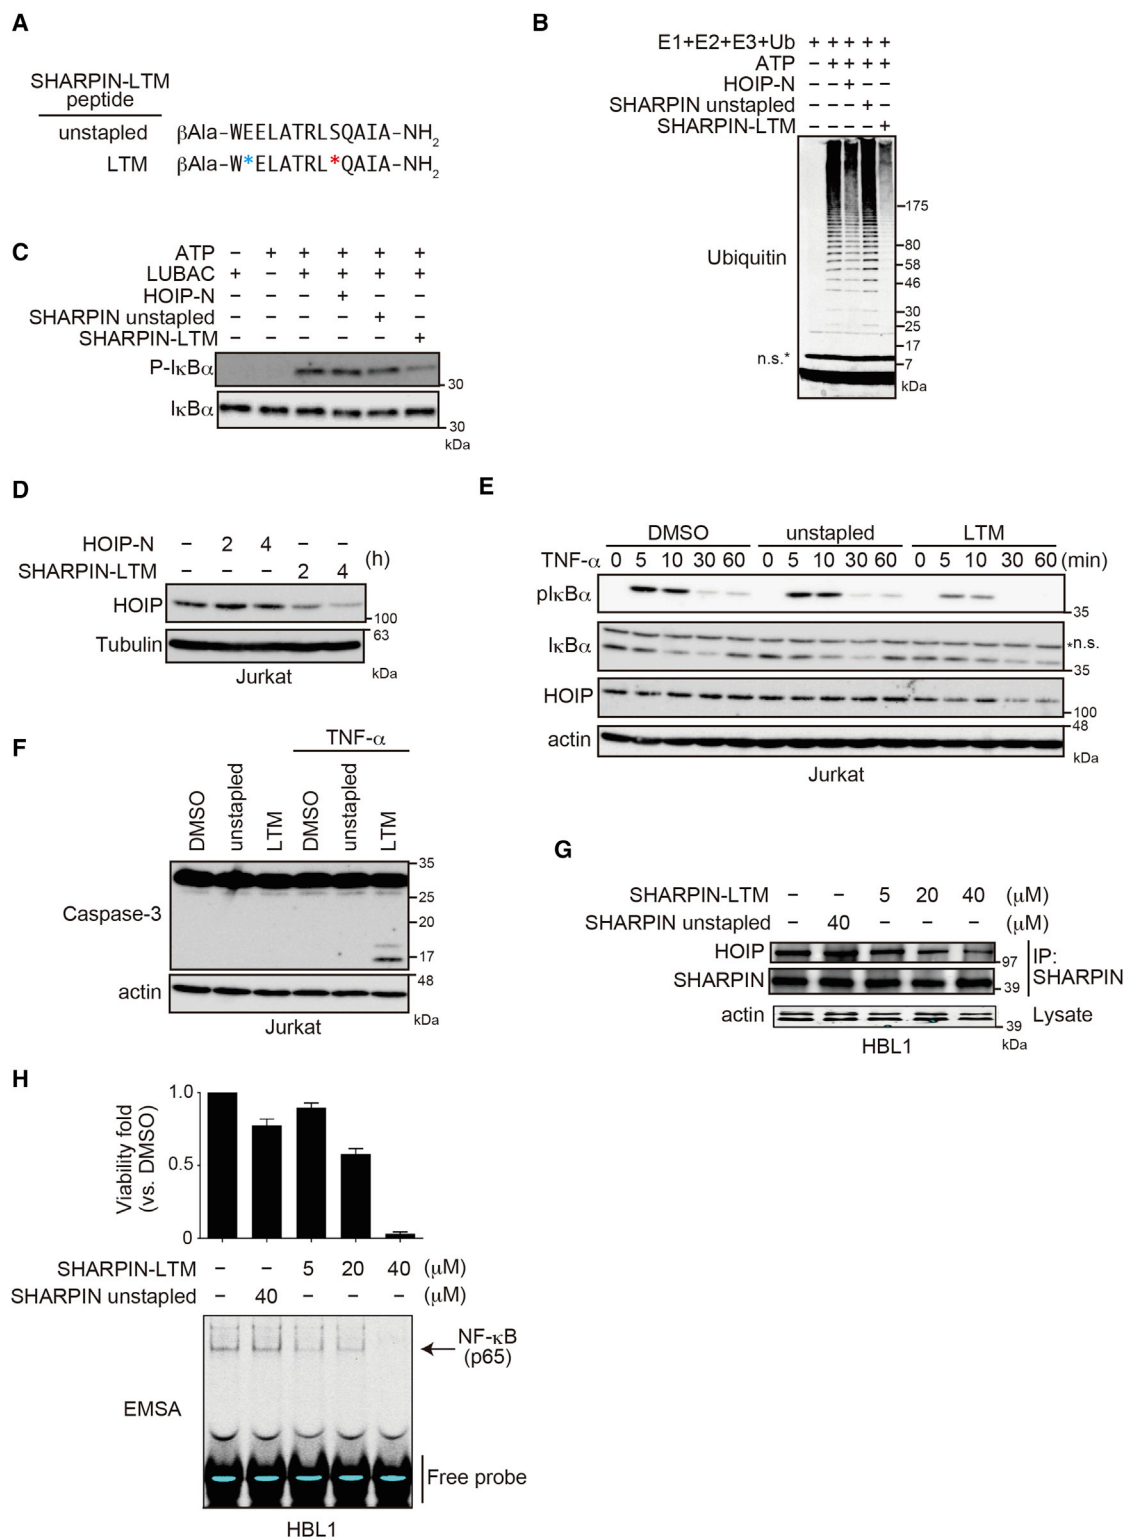 A
SHARPIN-LTM
peptide
unstapled βAla-WEELATRLSQAIA-NH2
LTM βAla-W*ELATRL*QAIA-NH2
B
E1+E2+E3+Ub + + + + +
ATP - + + + +
HOIP-N - - + - -
SHARPIN unstapled - - - + -
SHARPIN-LTM - - - - +
Ubiquitin
175
80
58
46
30
25
17
7
n.s.*
kDa
C
ATP - + + + + +
LUBAC + - + + + +
HOIP-N - - - + - -
SHARPIN unstapled - - - - + -
SHARPIN-LTM - - - - - +
P-IκBα
30
IκBα
30
kDa
D
HOIP-N - 2 4 - - (h)
SHARPIN-LTM - - - 2 4
HOIP
100
Tubulin
63
kDa
Jurkat
E
DMSO unstapled LTM
TNF-α 0 5 10 30 60 0 5 10 30 60 0 5 10 30 60 (min)
pIκBα
35
IκBα
*n.s.
35
HOIP
100
actin
48
kDa
Jurkat
F
TNF-α
DMSO unstapled LTM DMSO unstapled LTM
Caspase-3
35
25
20
17
actin
48
kDa
Jurkat
G
SHARPIN-LTM - - 5 20 40 (μM)
SHARPIN unstapled - 40 - - - (μM)
HOIP
97
SHARPIN
39
IP:
SHARPIN
actin
39
Lysate
kDa
HBL1
H
Viability fold
(vs. DMSO)
1.0
0.5
0
SHARPIN-LTM - - 5 20 40 (μM)
SHARPIN unstapled - 40 - - - (μM)
NF-κB
(p65)
EMSA
Free probe
HBL1